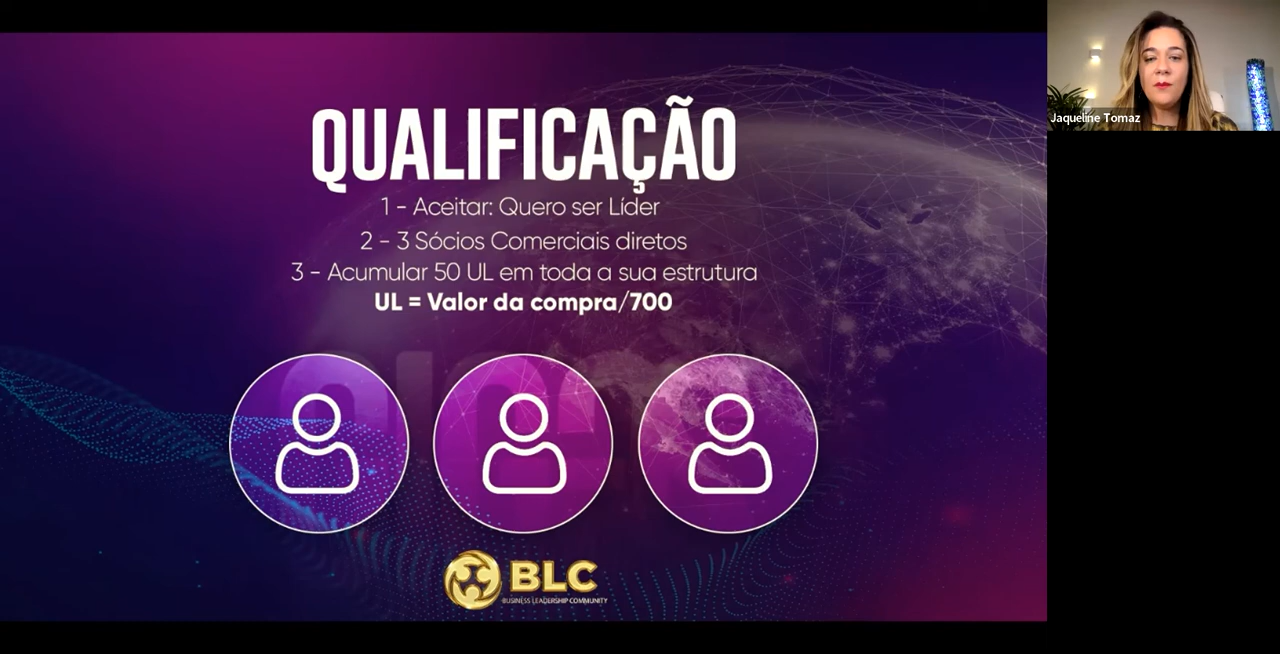 QUALIFICAÇÃO
1 - Aceitar: Quero ser Líder
2 - 3 Sócios Comerciais diretos
3 - Acumular 50 UL em toda a sua estrutura
UL = Valor da compra/700
BLC
BUSINESS LEADERSHIP COMMUNITY
Jaqueline Tomaz